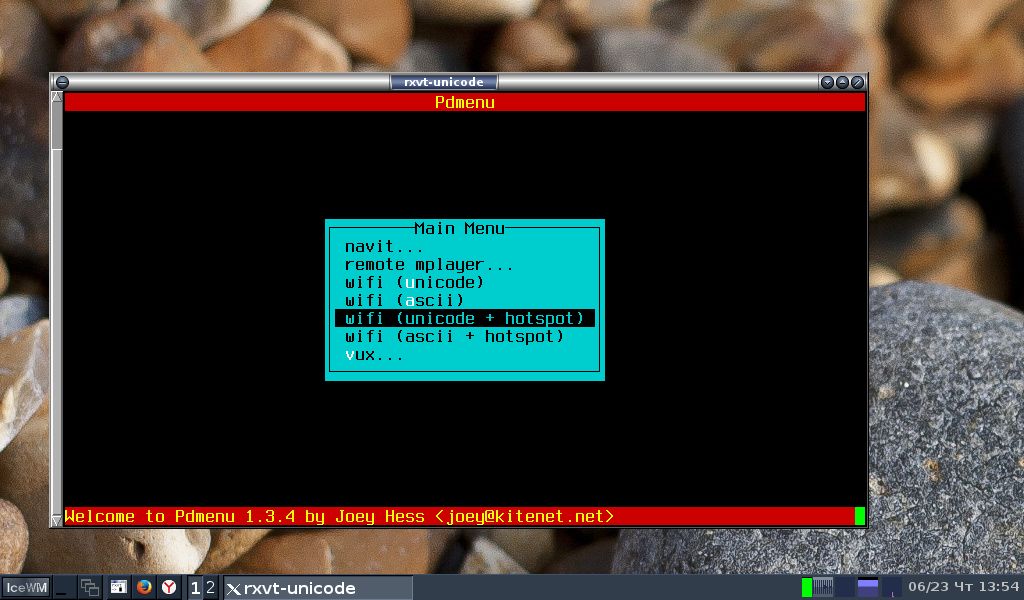 rxvt-unicode
Pdmenu
Main Menu
navit...
remote mplayer...
wifi (unicode)
wifi (ascii)
wifi (unicode + hotspot)
wifi (ascii + hotspot)
vux...
Welcome to Pdmenu 1.3.4 by Joey Hess <joey@kitenet.net>
IceWM 1 2 rxvt-unicode 06/23 Чт 13:54